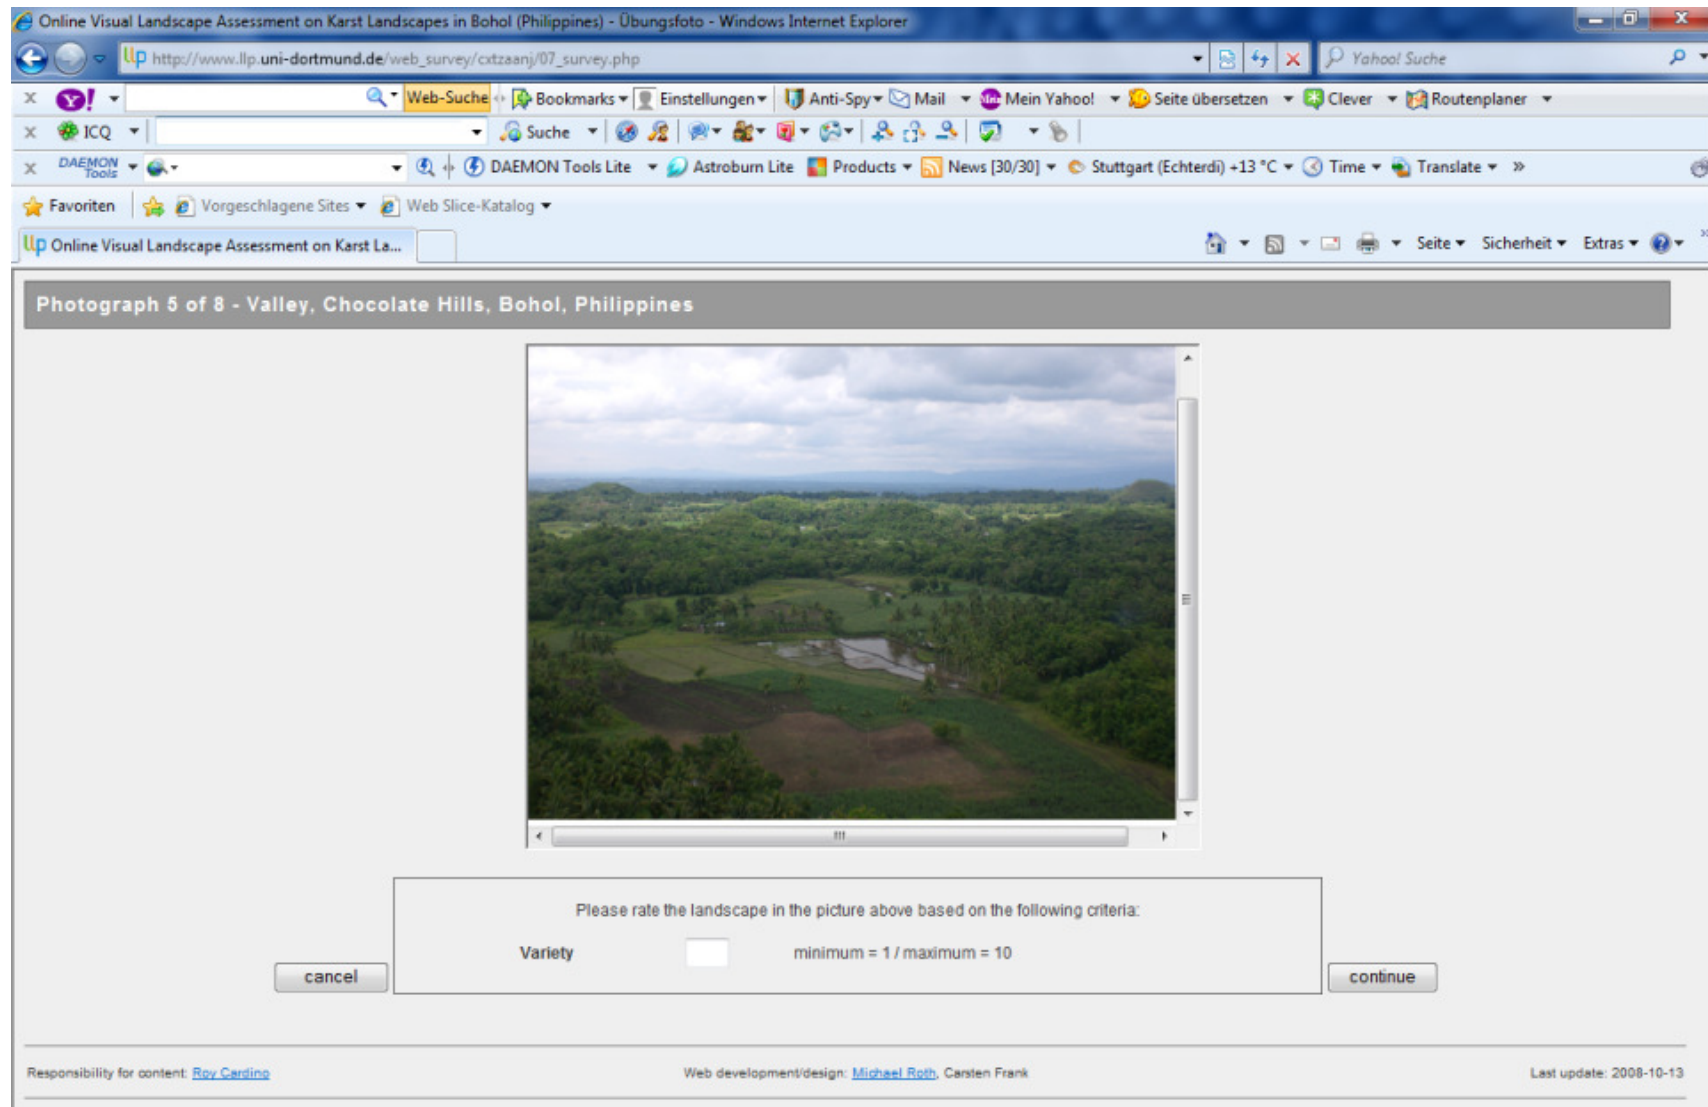 Online Visual Landscape Assessment on Karst Landscapes in Bohol (Philippines) - Übungsfoto - Windows Internet Explorer
http://www.llp.uni-dortmund.de/web_survey/cxtzaanj/07_survey.php Yahoo! Suche
Y! Web-Suche Bookmarks Einstellungen Anti-Spy Mail Mein Yahoo! Seite übersetzen Clever Routenplaner
ICQ Suche
DAEMON Tools DAEMON Tools Lite Astroburn Lite Products News [30/30] Stuttgart (Echterdi) +13 °C Time Translate »
Favoriten Vorgeschlagene Sites Web Slice-Katalog
llp Online Visual Landscape Assessment on Karst La... Seite Sicherheit Extras »
Photograph 5 of 8 - Valley, Chocolate Hills, Bohol, Philippines
Please rate the landscape in the picture above based on the following criteria:
Variety minimum = 1 / maximum = 10
cancel continue
Responsibility for content: Roy Cardino Web development/design: Michael Roth, Carsten Frank Last update: 2008-10-13